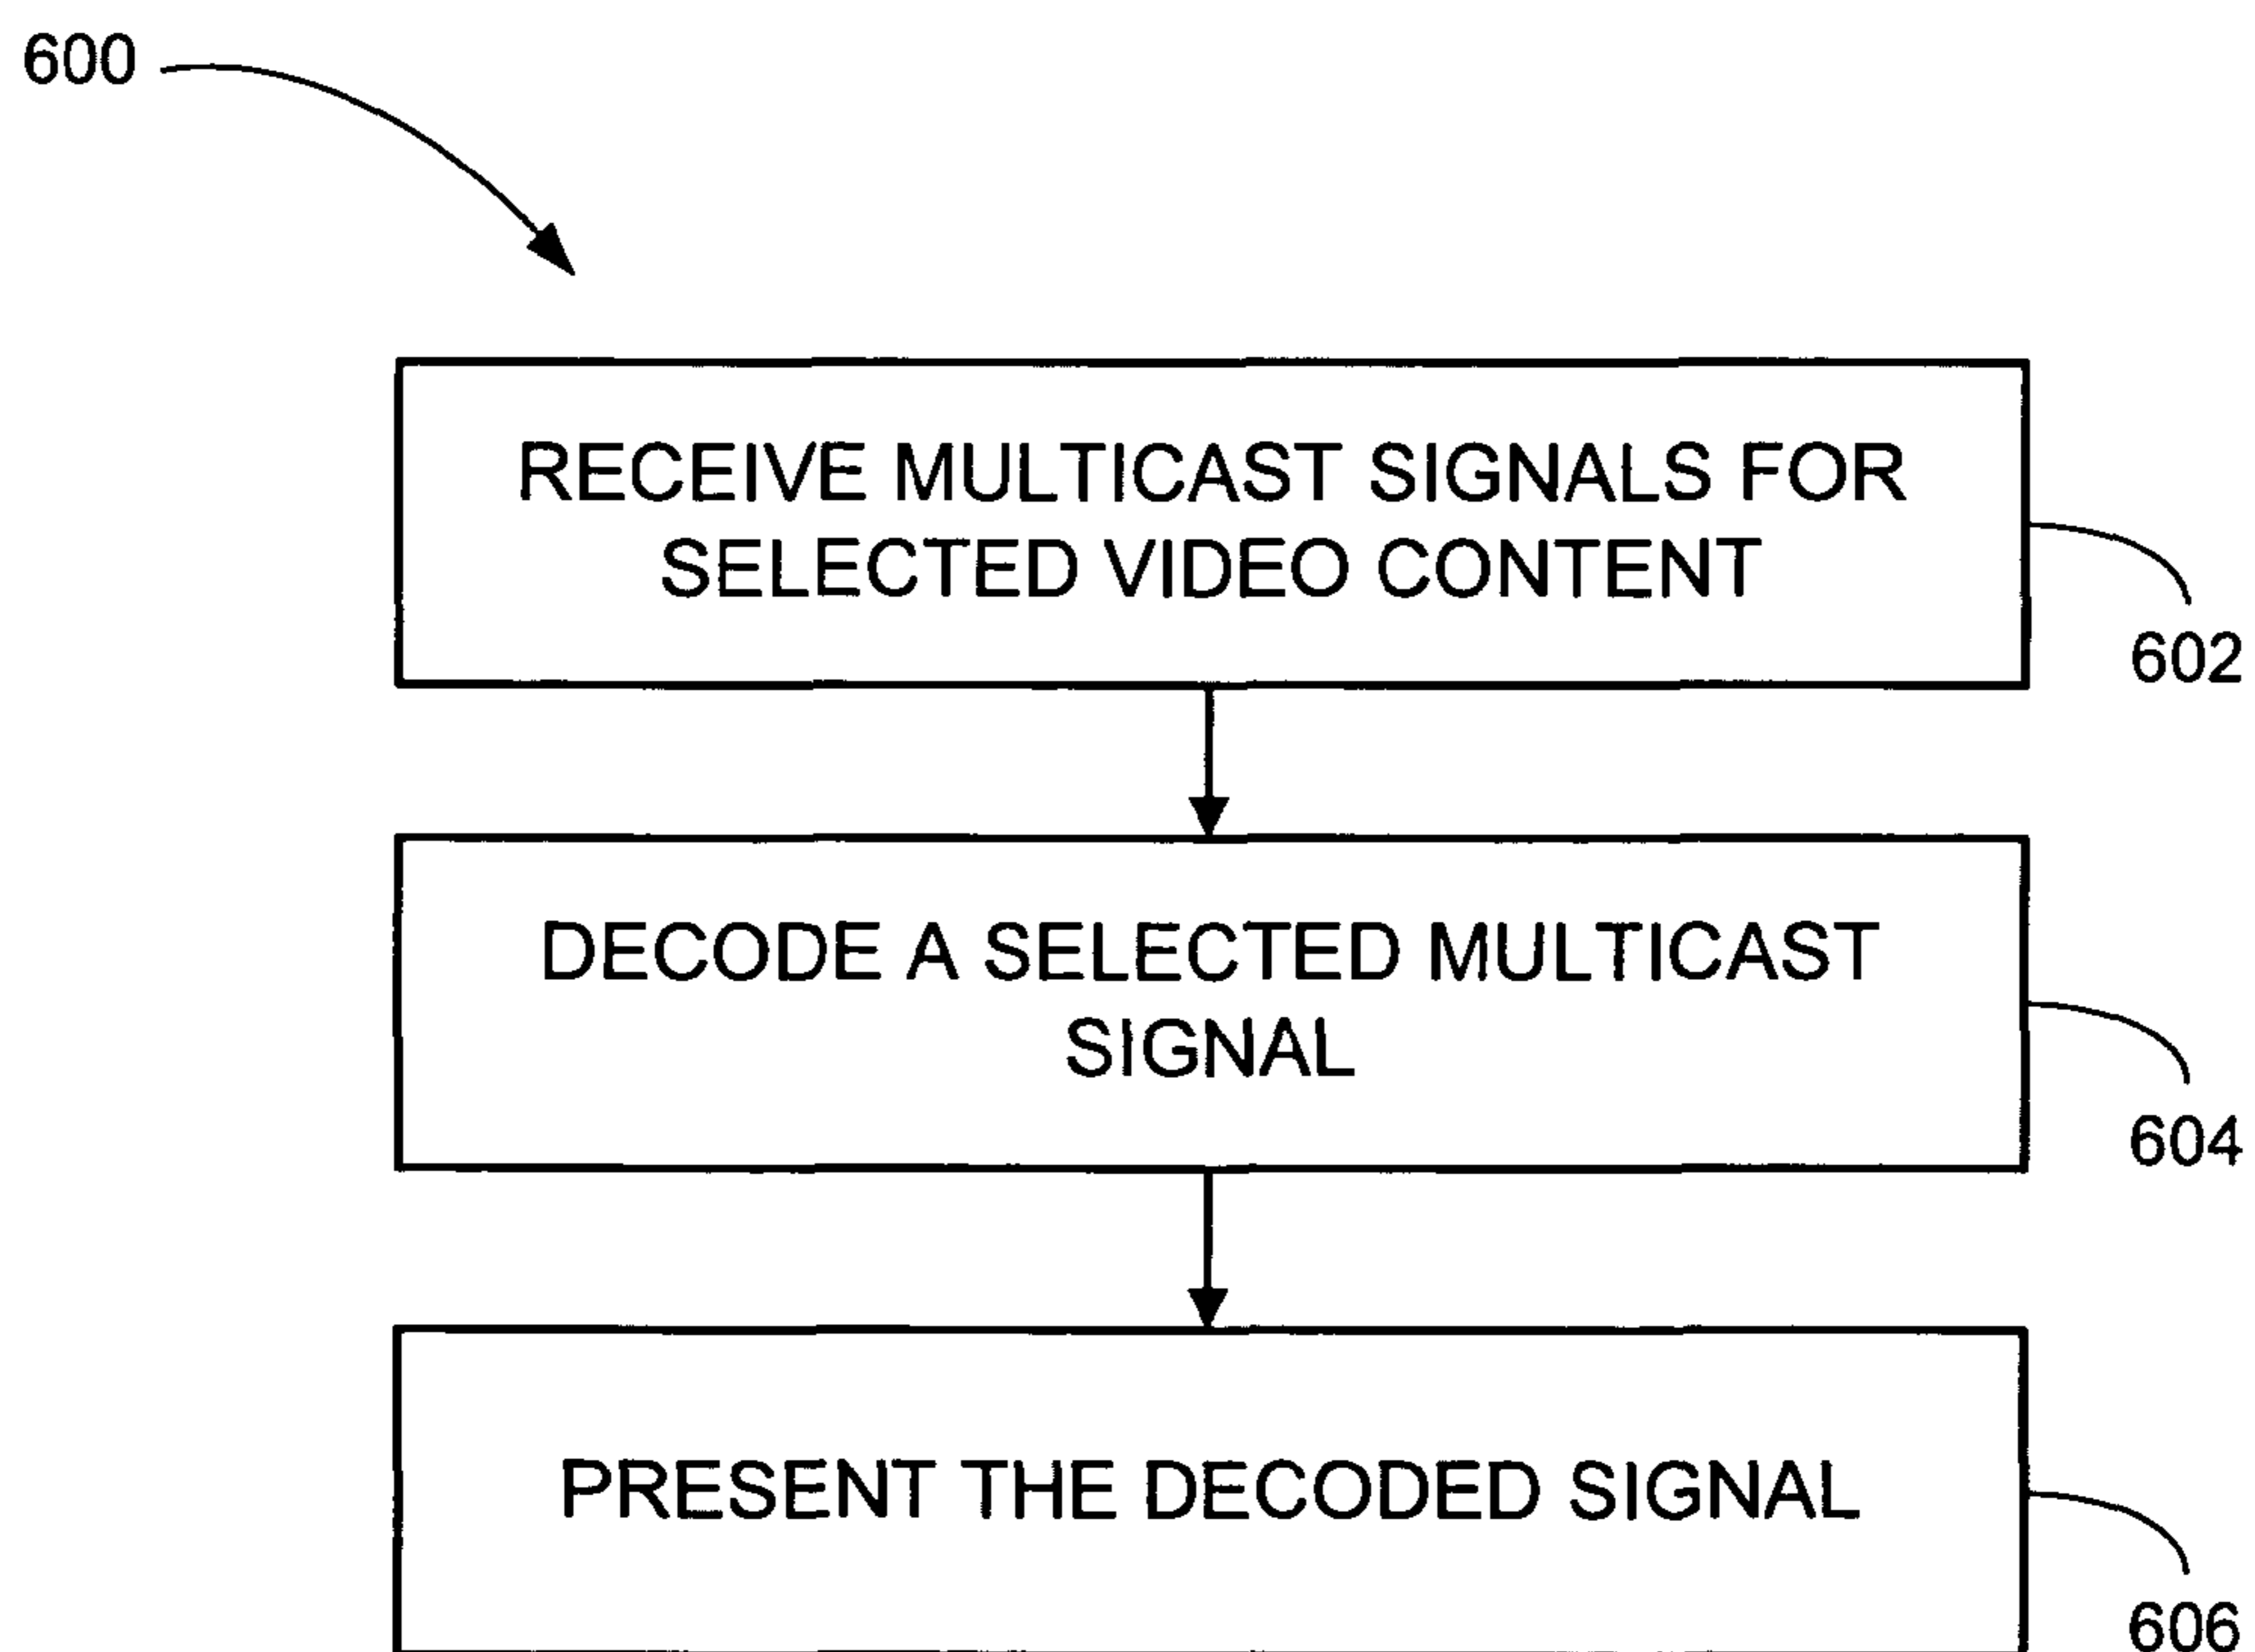 600
RECEIVE MULTICAST SIGNALS FOR
SELECTED VIDEO CONTENT
602
DECODE A SELECTED MULTICAST
SIGNAL
604
PRESENT THE DECODED SIGNAL
606